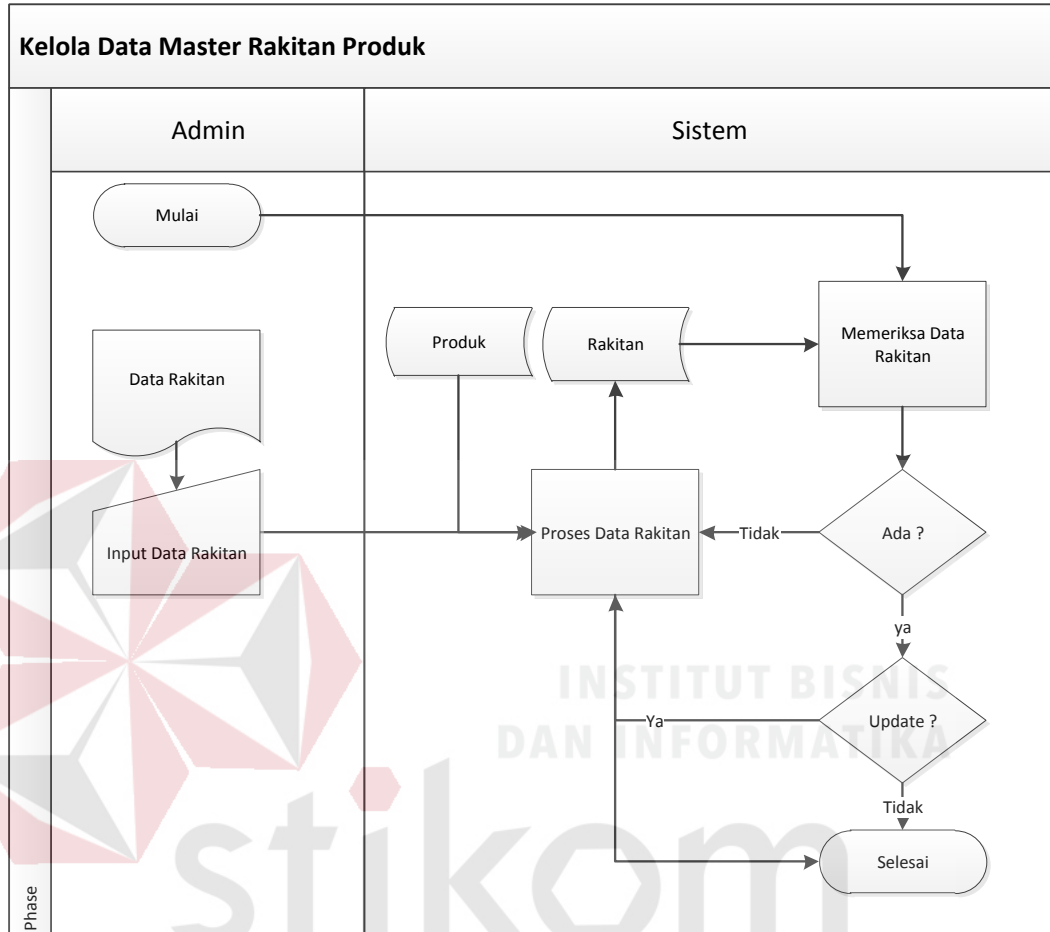 Kelola Data Master Rakitan Produk
Admin
Sistem
Mulai
Produk
Rakitan
Memeriksa Data
Rakitan
Data Rakitan
Input Data Rakitan
Proses Data Rakitan
Tidak
Ada ?
ya
INSTITUT BISNIS
DAN INFORMATIKA
Ya
Update ?
Tidak
Selesai
stikom
Phase